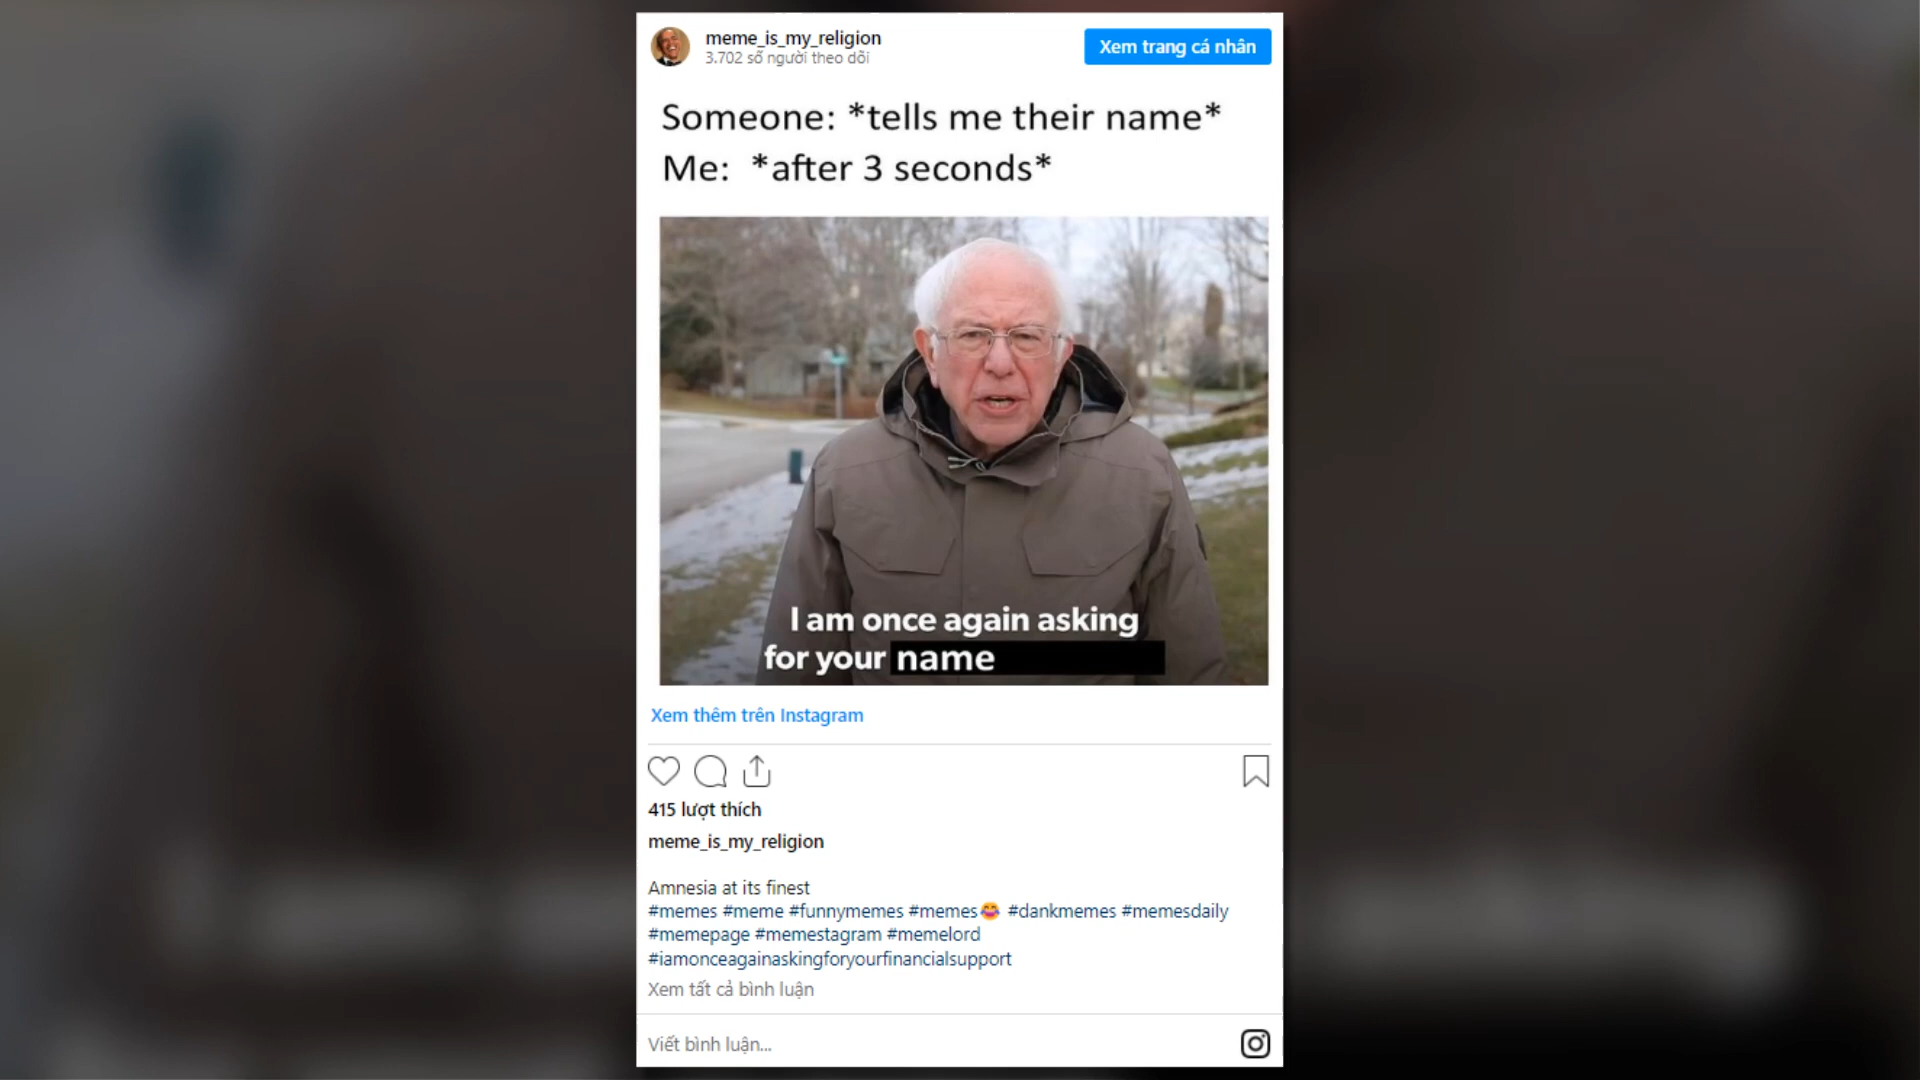 meme_is_my_religion
3.702 số người theo dõi
Xem trang cá nhân
Someone: *tells me their name*
Me: *after 3 seconds*
I am once again asking
for your name
Xem thêm trên Instagram
415 lượt thích
meme_is_my_religion
Amnesia at its finest
#memes #meme #funnymemes #memes😂 #dankmemes #memesdaily
#memepage #memestagram #memelord
#iamonceagainaskingforyourfinancialsupport
Xem tất cả bình luận
Viết bình luận...